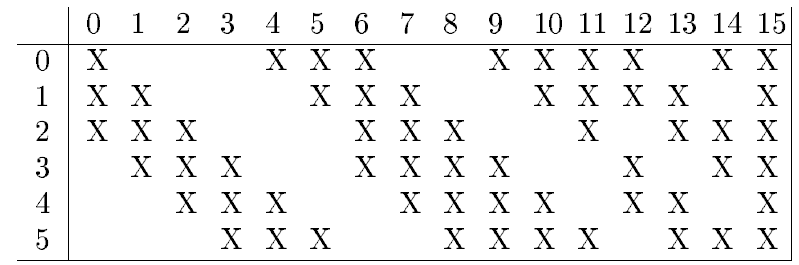 0 1 2 3 4 5 6 7 8 9 10 11 12 13 14 15
0 X X X X X X X X X X
1 X X X X X X X X X X
2 X X X X X X X X X X
3 X X X X X X X X X X
4 X X X X X X X X X X
5 X X X X X X X X X X